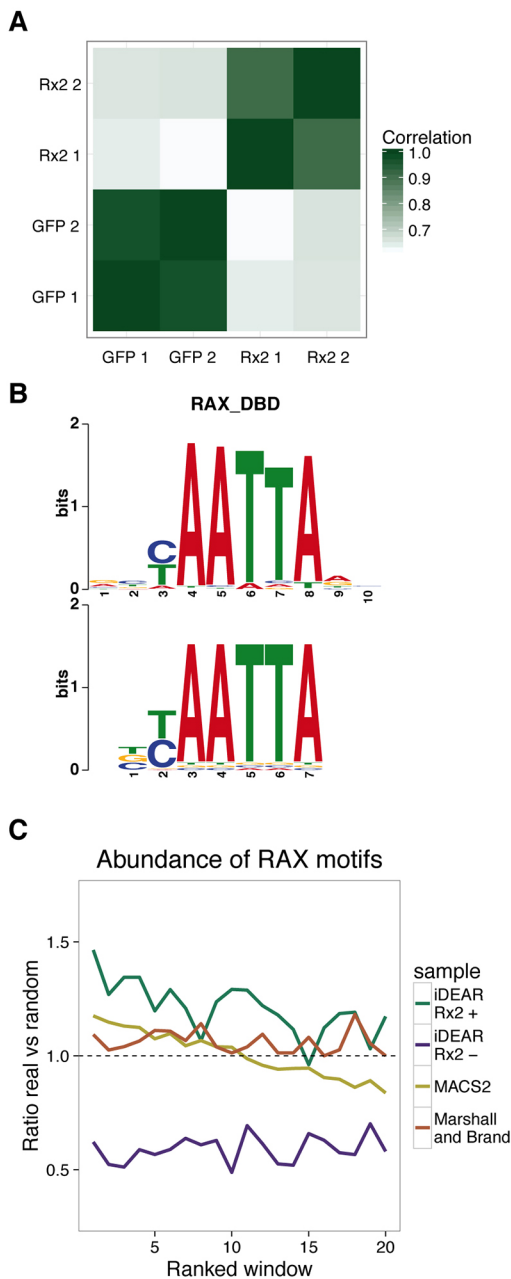 A
Rx2 2
Rx2 1
GFP 2
GFP 1
GFP 1 GFP 2 Rx2 1 Rx2 2
Correlation
1.0
0.9
0.8
0.7
B
RAX_DBD
2
1
0
bits
1 2 3 4 5 6 7 8 9 10
C
T
A A T T A
2
1
0
bits
1 2 3 4 5 6 7
T
G
C
T
C
A A T T A
C
Abundance of RAX motifs
Ratio real vs random
1.5
1.0
0.5
5 10 15 20
Ranked window
sample
iDEAR
Rx2 +
iDEAR
Rx2 −
MACS2
Marshall
and Brand